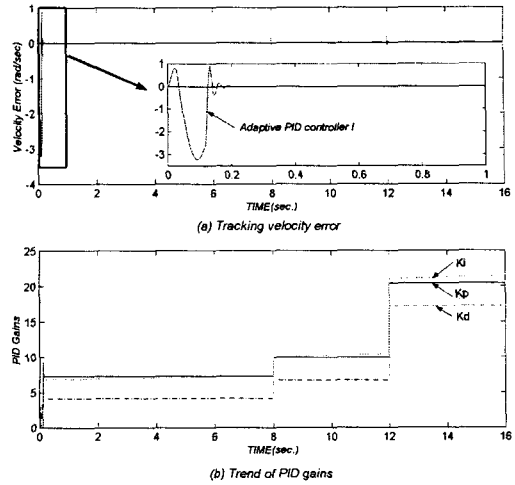 1
0
-1
-2
-3
-4
Velocity Error (rad/sec)
1
0
-1
-2
-3
Adaptive PID controller I
0 0.2 0.4 0.6 0.8 1
0 2 4 6 8 10 12 14 16
TIME(sec.)
(a) Tracking velocity error
25
20
15
10
5
0
PID Gains
Ki
Kp
Kd
0 2 4 6 8 10 12 14 16
TIME(sec.)
(b) Trend of PID gains